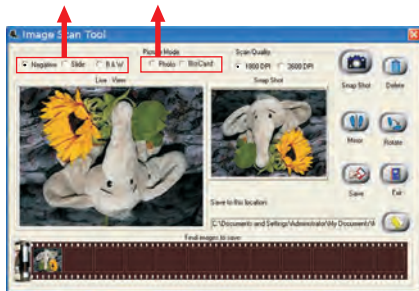 Image Scan Tool
Picture Mode
Scan Quality
Negative Slide B & W
Photo BizCard
1800 DPI 3600 DPI
Live View
Snap Shot
Snap Shot
Delete
Mirror
Rotate
Save
Exit
Save to this location:
C:\Documents and Settings\Administrator\My Documents\M
Final images to save: